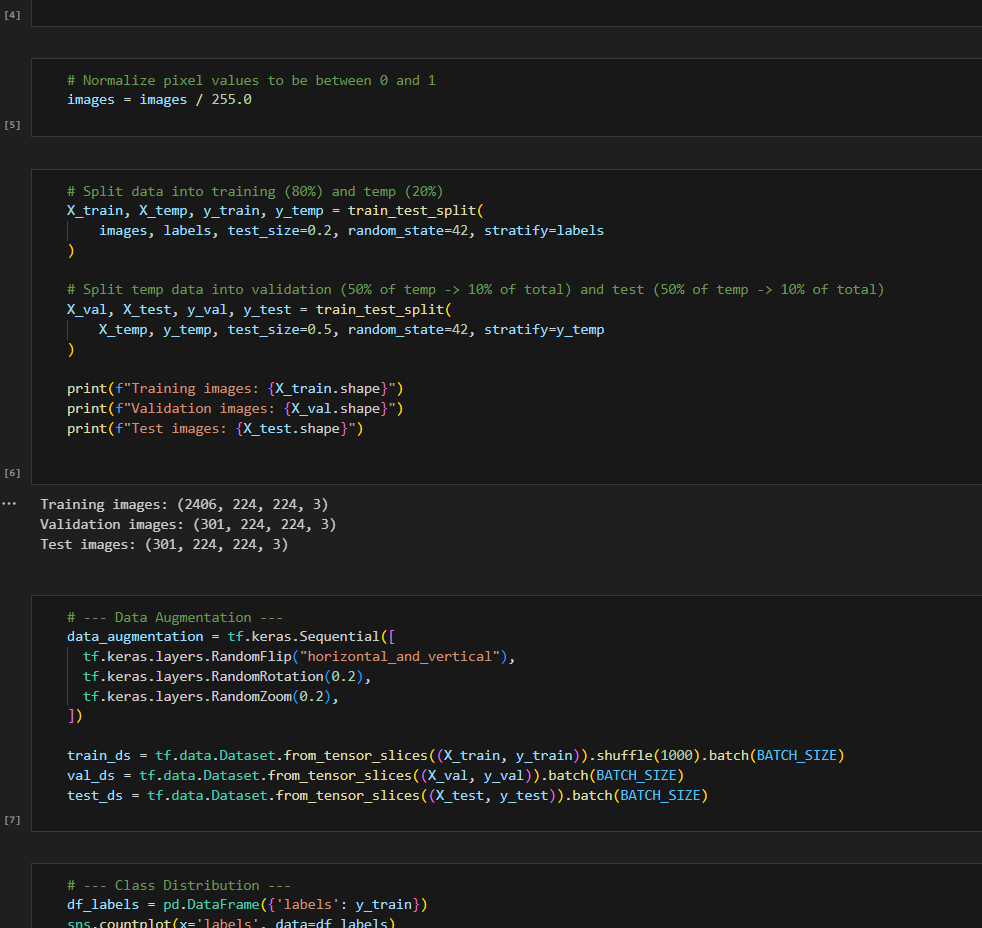 [4]
# Normalize pixel values to be between 0 and 1
images = images / 255.0
[5]
# Split data into training (80%) and temp (20%)
X_train, X_temp, y_train, y_temp = train_test_split(
    images, labels, test_size=0.2, random_state=42, stratify=labels
)
# Split temp data into validation (50% of temp -> 10% of total) and test (50% of temp -> 10% of total)
X_val, X_test, y_val, y_test = train_test_split(
    X_temp, y_temp, test_size=0.5, random_state=42, stratify=y_temp
)
print(f"Training images: {X_train.shape}")
print(f"Validation images: {X_val.shape}")
print(f"Test images: {X_test.shape}")
[6]
... Training images: (2406, 224, 224, 3)
Validation images: (301, 224, 224, 3)
Test images: (301, 224, 224, 3)
# --- Data Augmentation ---
data_augmentation = tf.keras.Sequential([
  tf.keras.layers.RandomFlip("horizontal_and_vertical"),
  tf.keras.layers.RandomRotation(0.2),
  tf.keras.layers.RandomZoom(0.2),
])
train_ds = tf.data.Dataset.from_tensor_slices((X_train, y_train)).shuffle(1000).batch(BATCH_SIZE)
val_ds = tf.data.Dataset.from_tensor_slices((X_val, y_val)).batch(BATCH_SIZE)
test_ds = tf.data.Dataset.from_tensor_slices((X_test, y_test)).batch(BATCH_SIZE)
[7]
# --- Class Distribution ---
df_labels = pd.DataFrame({'labels': y_train})
sns.countplot(x='labels', data=df_labels)